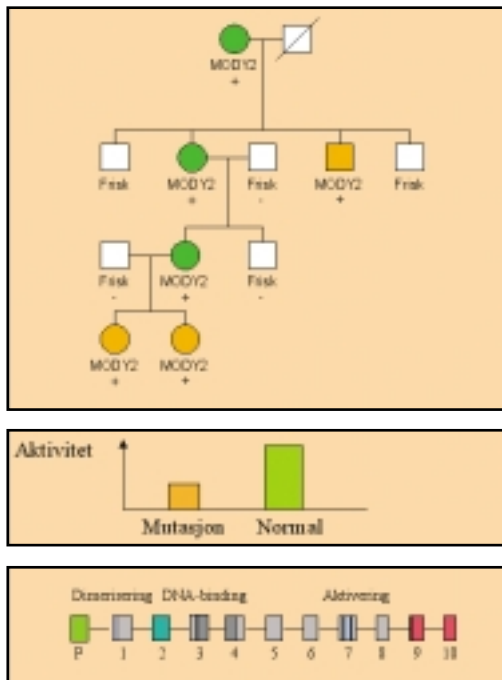 MODY2
+
Frisk MODY2 Frisk MODY2 Frisk
+ - +
Frisk MODY2 Frisk
- + -
MODY2 MODY2
+ +
Aktivitet
Mutasjon Normal
Dimerisering DNA-binding Aktivering
P 1 2 3 4 5 6 7 8 9 10